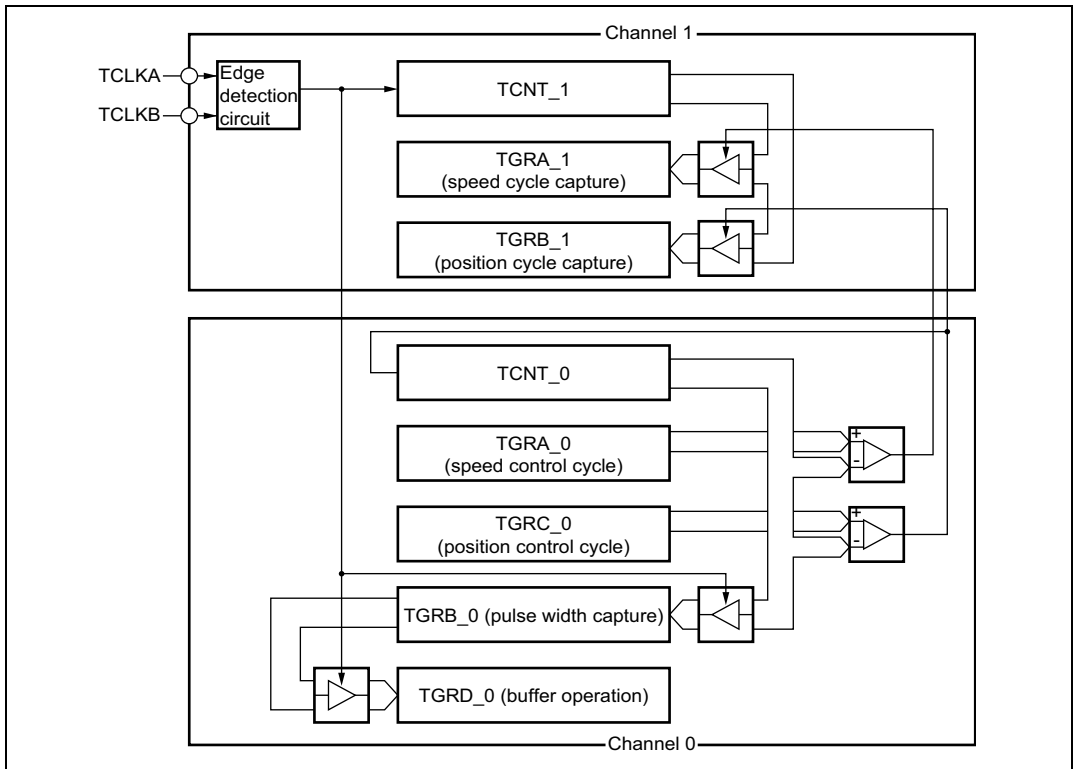 Channel 1
TCLKA
TCLKB
Edge
detection
circuit
TCNT_1
TGRA_1
(speed cycle capture)
TGRB_1
(position cycle capture)
TCNT_0
TGRA_0
(speed control cycle)
+
-
TGRC_0
(position control cycle)
+
-
TGRB_0 (pulse width capture)
TGRD_0 (buffer operation)
Channel 0